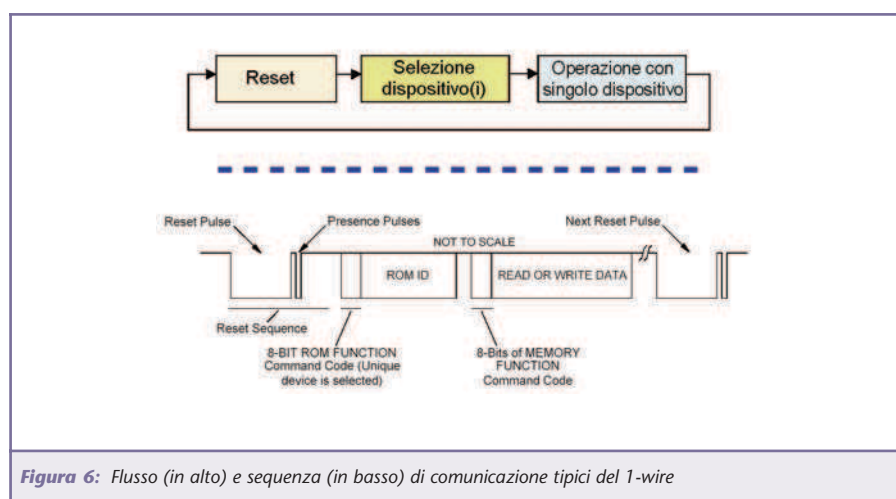 Reset
Selezione
dispositivo(i)
Operazione con
singolo dispositivo
Reset Pulse
Presence Pulses
Next Reset Pulse
NOT TO SCALE
ROM ID
READ OR WRITE DATA
Reset Sequence
8-BIT ROM FUNCTION
Command Code (Unique
device is selected)
8-Bits of MEMORY
FUNCTION
Command Code
Figura 6: Flusso (in alto) e sequenza (in basso) di comunicazione tipici del 1-wire